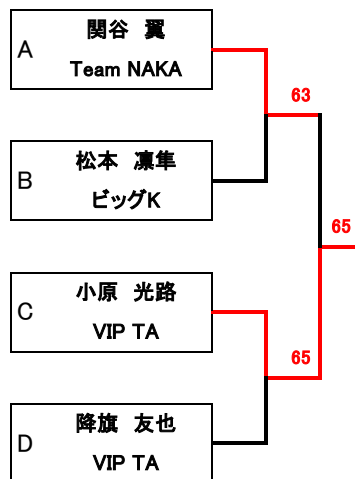 A
関谷 翼
Team NAKA
63
B
松本 凛隼
ビッグK
65
C
小原 光路
VIP TA
65
D
降旗 友也
VIP TA